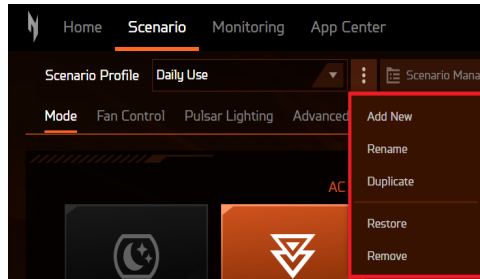 Home Scenario Monitoring App Center
Scenario Profile Daily Use Scenario Mana
Mode Fan Control Pulsar Lighting Advanced
Add New
Rename
Duplicate
AC
Restore
Remove